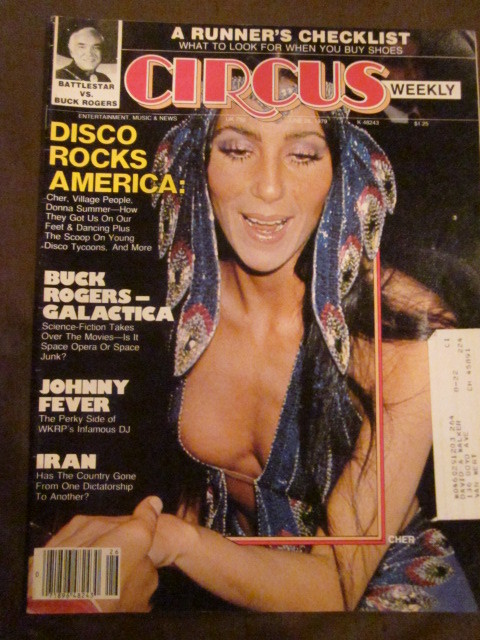 A RUNNER'S CHECKLIST
WHAT TO LOOK FOR WHEN YOU BUY SHOES
BATTLESTAR
VS.
BUCK ROGERS
CIRCUS
WEEKLY
ENTERTAINMENT, MUSIC & NEWS
1979
K 48243
$1.25
DISCO
ROCKS
AMERICA:
Cher, Village People,
Donna Summer—How
They Got Us On Our
Feet & Dancing Plus
The Scoop On Young
Disco Tycoons, And More
BUCK
ROGERS–
GALACTICA
Science-Fiction Takes
Over The Movies—Is It
Space Opera Or Space
Junk?
JOHNNY
FEVER
The Perky Side of
WKRP's Infamous DJ
IRAN
Has The Country Gone
From One Dictatorship
To Another?
CHER